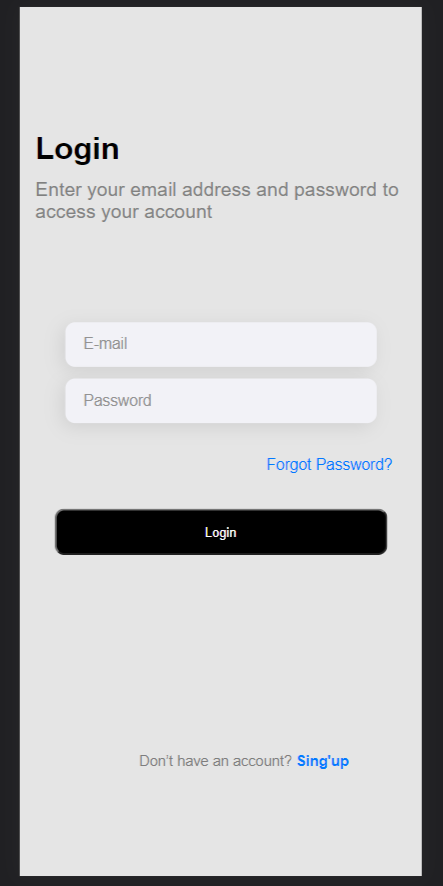 Login
Enter your email address and password to
access your account
E-mail
Password
Forgot Password?
Login
Don't have an account? Sing'up